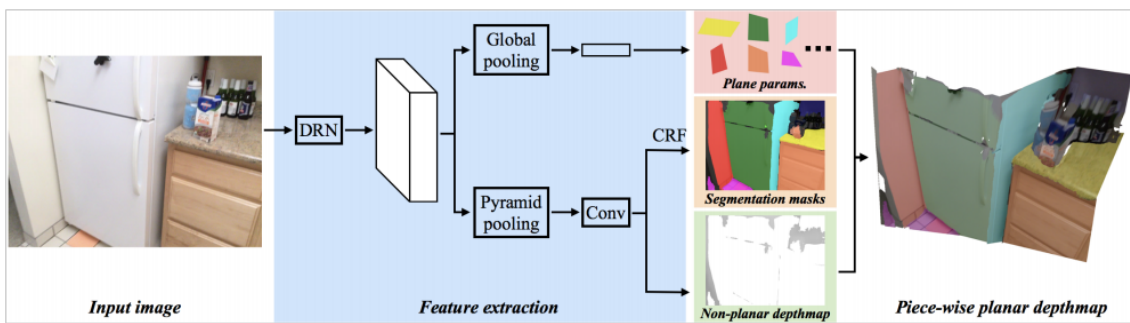 Global
pooling
Plane params.
DRN
CRF
Segmentation masks
Pyramid
pooling
Conv
Input image
Feature extraction
Non-planar depthmap
Piece-wise planar depthmap